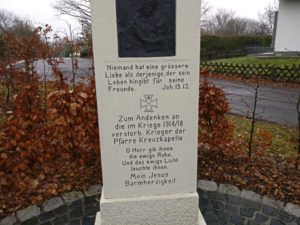 Niemand hat eine grössere
Liebe als derjenige, der sein
Leben hingibt für seine
Freunde. Joh. 15. 13.
Zum Andenken an
die im Kriege 1914/18
verstorb. Krieger der
Pfarre Kreuzkapelle.
O Herr gib ihnen
die ewige Ruhe,
Und das ewige Licht
leuchte ihnen.
Mein Jesus
Barmherzigkeit.